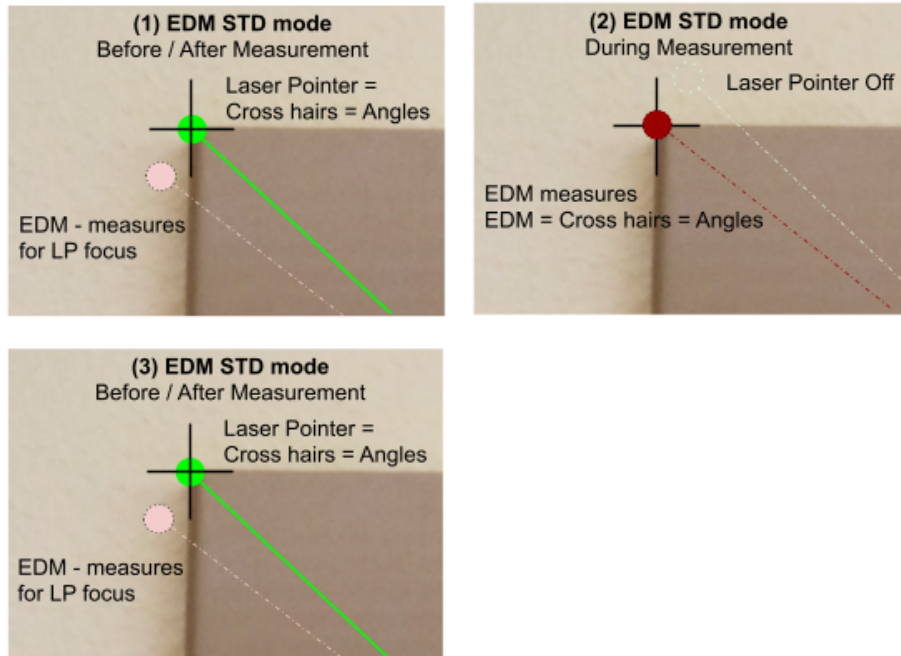 (1) EDM STD mode
Before / After Measurement
Laser Pointer =
Cross hairs = Angles
EDM - measures
for LP focus
(2) EDM STD mode
During Measurement
Laser Pointer Off
EDM measures
EDM = Cross hairs = Angles
(3) EDM STD mode
Before / After Measurement
Laser Pointer =
Cross hairs = Angles
EDM - measures
for LP focus